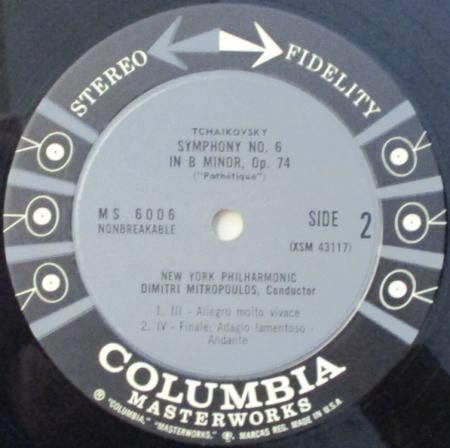 STEREO FIDELITY
TCHAIKOVSKY
SYMPHONY NO. 6
IN B MINOR, Op. 74
("Pathétique")
MS 6006
NONBREAKABLE
SIDE 2
(XSM 43117)
NEW YORK PHILHARMONIC
DIMITRI MITROPOULOS, Conductor
1. III - Allegro molto vivace
2. IV - Finale: Adagio lamentoso -
Andante
COLUMBIA
MASTERWORKS
"COLUMBIA," "MASTERWORKS," MARCAS REG. MADE IN U.S.A.